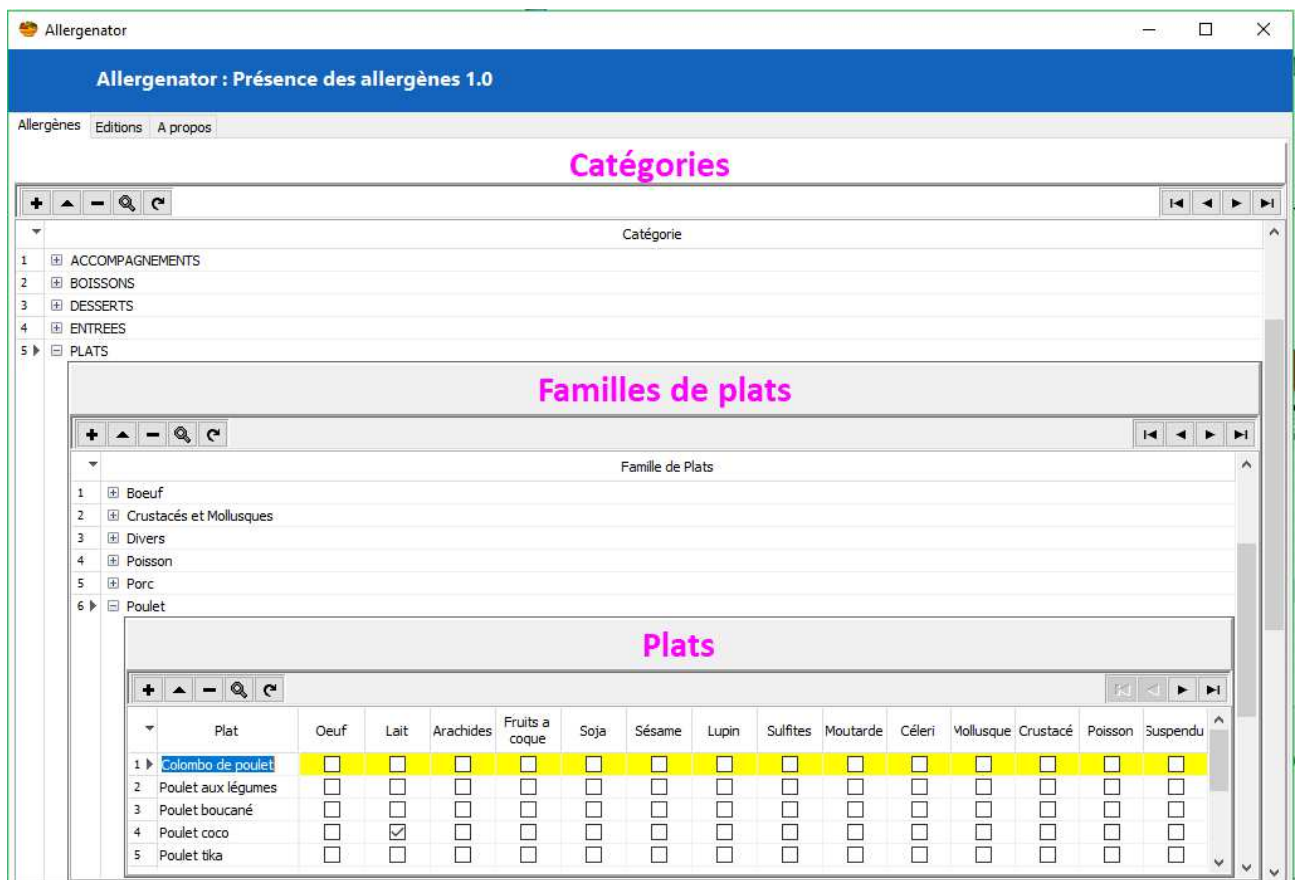 Allergenator
Allergenator : Présence des allergènes 1.0
Allergènes Editions A propos
Catégories
Catégorie
1 ACCOMPAGNEMENTS
2 BOISSONS
3 DESSERTS
4 ENTREES
5 PLATS
Familles de plats
Famille de Plats
1 Boeuf
2 Crustacés et Mollusques
3 Divers
4 Poisson
5 Porc
6 Poulet
Plats
Plat Oeuf Lait Arachides Fruits a coque Soja Sésame Lupin Sulfites Moutarde Céleri Mollusque Crustacé Poisson Suspendu
1 Colombo de poulet
2 Poulet aux légumes
3 Poulet boucané
4 Poulet coco
5 Poulet tika